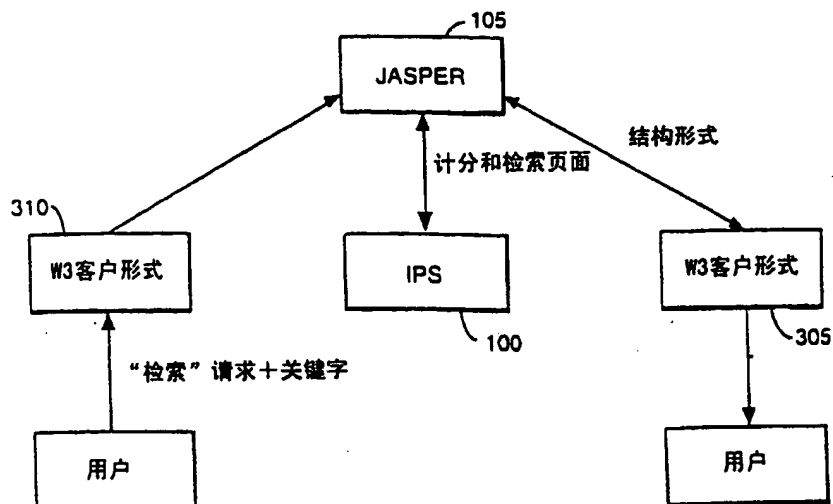 105
JASPER
结构形式
计分和检索页面
310
W3客户形式
IPS
W3客户形式
100
305
“检索”请求+关键字
用户
用户